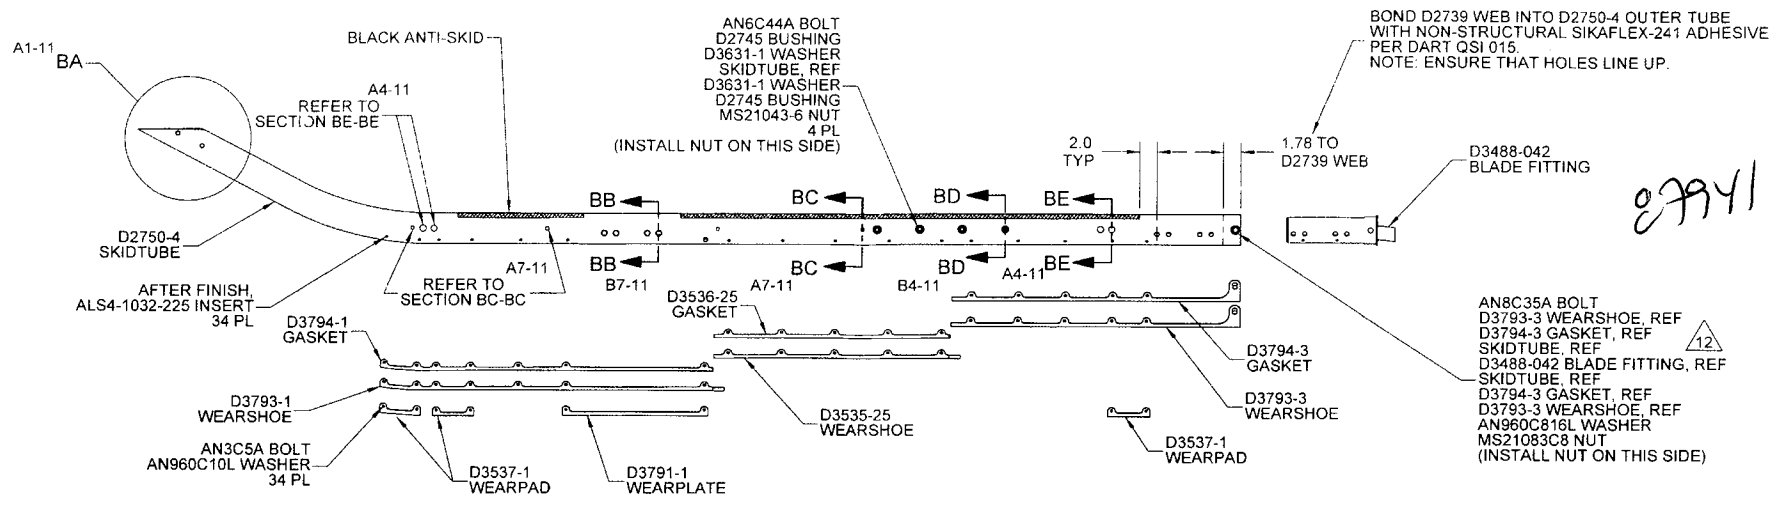 A1-11
BA
BLACK ANTI-SKID
A4-11
REFER TO
SECTION BE-BE
AN6C44A BOLT
D2745 BUSHING
D3631-1 WASHER
SKIDTUBE, REF
D3631-1 WASHER
D2745 BUSHING
MS21043-6 NUT
4 PL
(INSTALL NUT ON THIS SIDE)
BOND D2739 WEB INTO D2750-4 OUTER TUBE
WITH NON-STRUCTURAL SIKAFLEX-241 ADHESIVE
PER DART QSI 015.
NOTE: ENSURE THAT HOLES LINE UP.
2.0
TYP
1.78 TO
D2739 WEB
D3488-042
BLADE FITTING
87941
BB
BC
BD
BE
D2750-4
SKIDTUBE
BB
BC
BD
BE
A7-11
B7-11
A7-11
B4-11
A4-11
REFER TO
SECTION BC-BC
AFTER FINISH,
ALS4-1032-225 INSERT
34 PL
D3536-25
GASKET
D3794-1
GASKET
D3794-3
GASKET
D3793-1
WEARSHOE
D3535-25
WEARSHOE
D3793-3
WEARSHOE
AN3C5A BOLT
AN960C10L WASHER
34 PL
D3537-1
WEARPAD
D3791-1
WEARPLATE
D3537-1
WEARPAD
AN8C35A BOLT
D3793-3 WEARSHOE, REF
D3794-3 GASKET, REF
SKIDTUBE, REF
12
D3488-042 BLADE FITTING, REF
SKIDTUBE, REF
D3794-3 GASKET, REF
D3793-3 WEARSHOE, REF
AN960C816L WASHER
MS21083C8 NUT
(INSTALL NUT ON THIS SIDE)